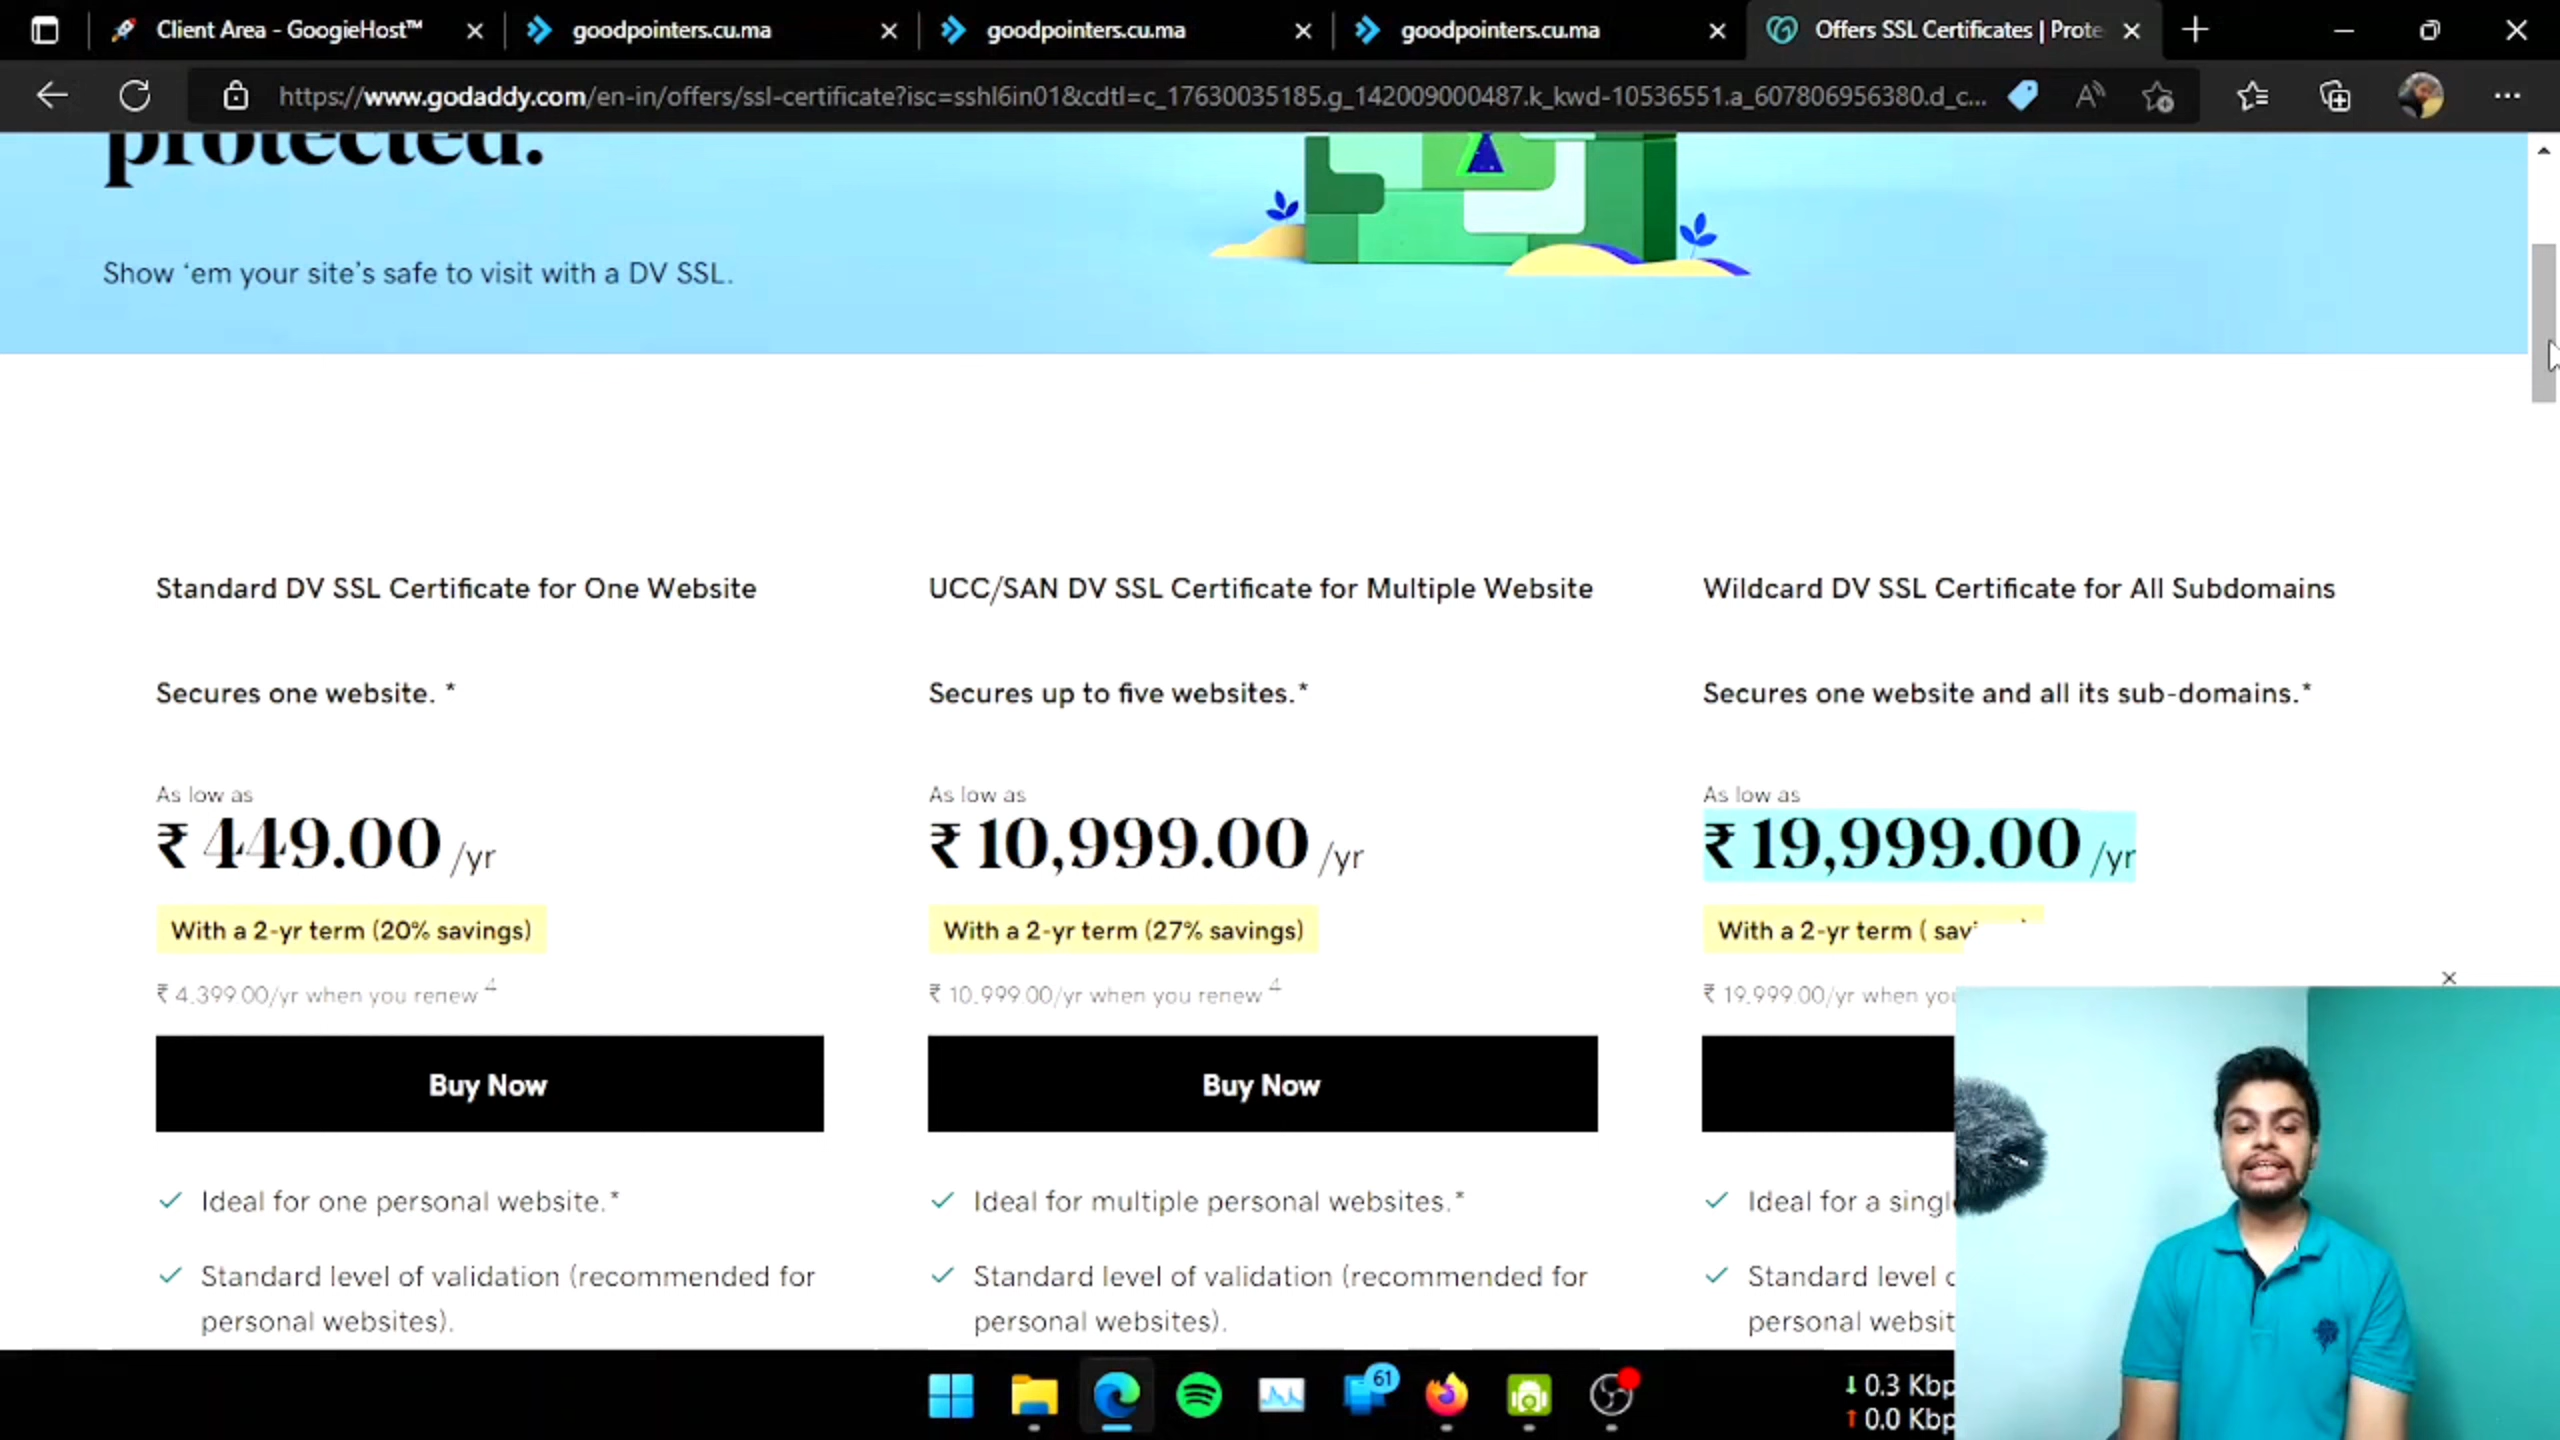 Client Area - GoogieHost™
goodpointers.cu.ma
goodpointers.cu.ma
goodpointers.cu.ma
Offers SSL Certificates | Prote
https://www.godaddy.com/en-in/offers/ssl-certificate?isc=sshl6in01&cdtl=c_17630035185.g_142009000487.k_kwd-10536551.a_607806956380.d_c...
protected.
Show ‘em your site’s safe to visit with a DV SSL.
Standard DV SSL Certificate for One Website
Secures one website. *
As low as
₹ 449.00 /yr
With a 2-yr term (20% savings)
₹ 4,399.00/yr when you renew 4
Buy Now
Ideal for one personal website.*
Standard level of validation (recommended for
personal websites).
UCC/SAN DV SSL Certificate for Multiple Website
Secures up to five websites.*
As low as
₹ 10,999.00 /yr
With a 2-yr term (27% savings)
₹ 10,999.00/yr when you renew 4
Buy Now
Ideal for multiple personal websites.*
Standard level of validation (recommended for
personal websites).
Wildcard DV SSL Certificate for All Subdomains
Secures one website and all its sub-domains.*
As low as
₹ 19,999.00 /yr
With a 2-yr term (
₹ 19,999.00/yr when
Ideal for a
Standard level
personal
61
↓ 0.3 Kbp
↑ 0.0 Kbp